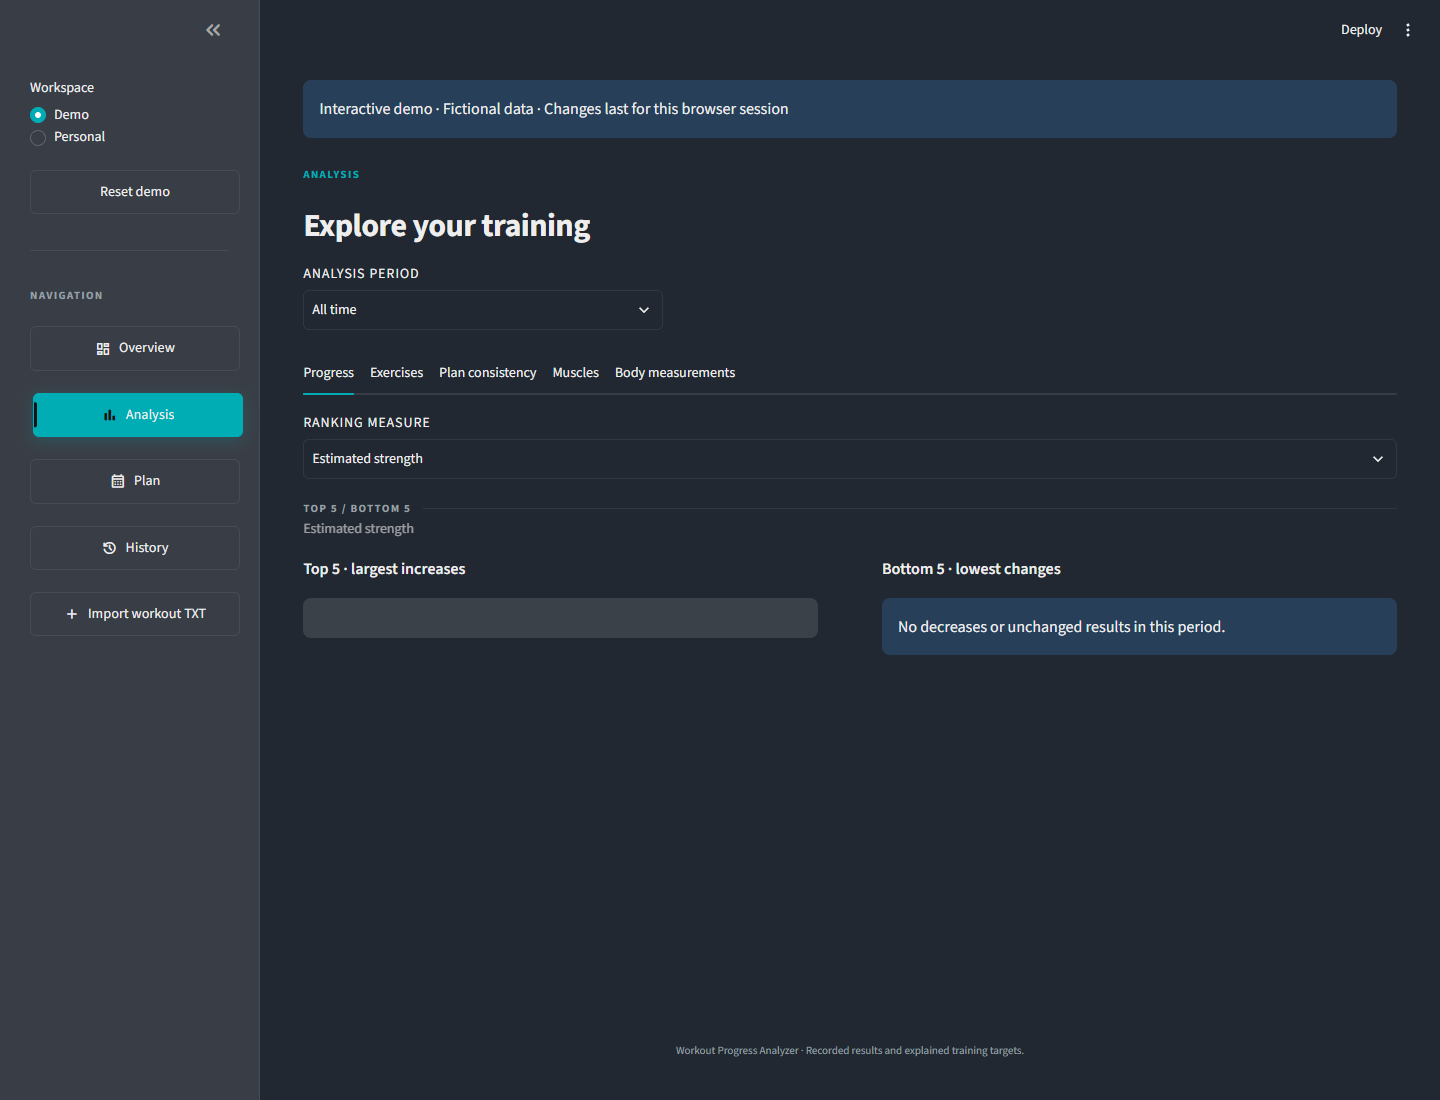 Deploy
Workspace
Demo
Personal
Reset demo
NAVIGATION
Overview
Analysis
Plan
History
Import workout TXT
Interactive demo · Fictional data · Changes last for this browser session
ANALYSIS
Explore your training
ANALYSIS PERIOD
All time
Progress Exercises Plan consistency Muscles Body measurements
RANKING MEASURE
Estimated strength
TOP 5 / BOTTOM 5
Estimated strength
Top 5 · largest increases
Bottom 5 · lowest changes
No decreases or unchanged results in this period.
Workout Progress Analyzer · Recorded results and explained training targets.